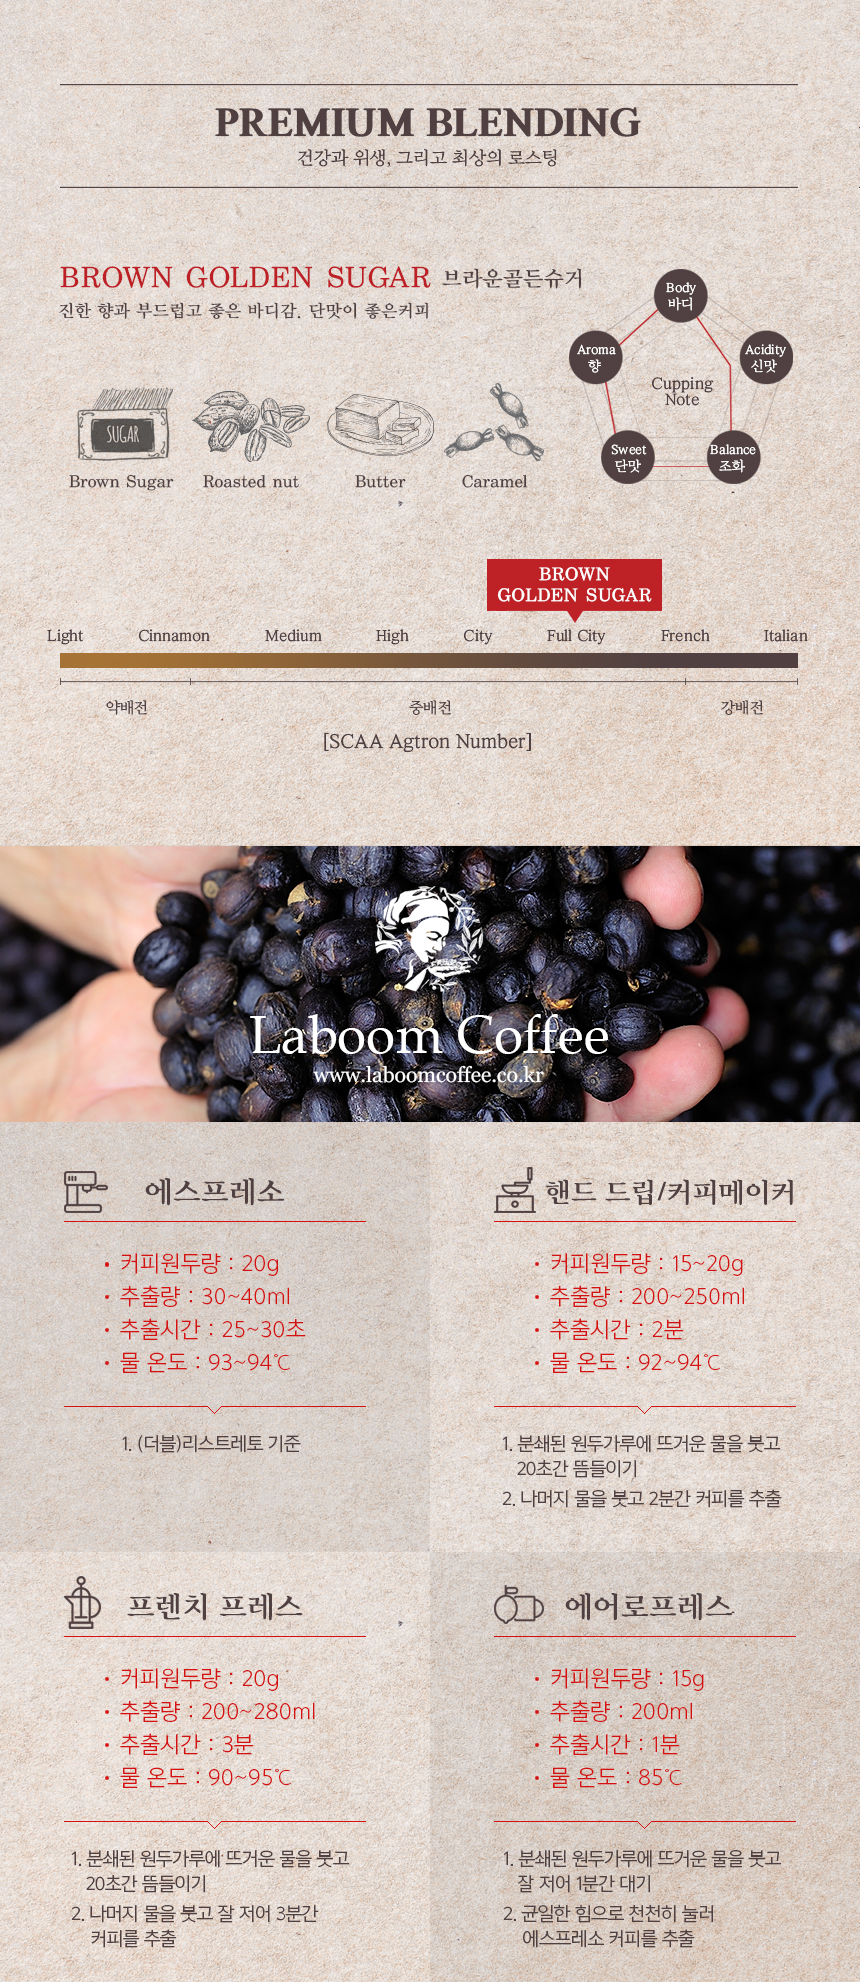 PREMIUM BLENDING
건강과 위생, 그리고 최상의 로스팅
BROWN GOLDEN SUGAR 브라운골든슈거
진한 향과 부드럽고 좋은 바디감. 단맛이 좋은커피
SUGAR
Brown Sugar
Roasted nut
Butter
Caramel
Body
바디
Aroma
향
Acidity
신맛
Cupping
Note
Sweet
단맛
Balance
조화
BROWN
GOLDEN SUGAR
Light
Cinnamon
Medium
High
City
Full City
French
Italian
약배전
중배전
강배전
[SCAA Agtron Number]
Laboom Coffee
www.laboomcoffee.co.kr
에스프레소
• 커피원두량 : 20g
• 추출량 : 30~40ml
• 추출시간 : 25~30초
• 물 온도 : 93~94℃
1. (더블)리스트레토 기준
핸드 드립/커피메이커
• 커피원두량 : 15~20g
• 추출량 : 200~250ml
• 추출시간 : 2분
• 물 온도 : 92~94℃
1. 분쇄된 원두가루에 뜨거운 물을 붓고
20초간 뜸들이기
2. 나머지 물을 붓고 2분간 커피를 추출
프렌치 프레스
• 커피원두량 : 20g
• 추출량 : 200~280ml
• 추출시간 : 3분
• 물 온도 : 90~95℃
1. 분쇄된 원두가루에 뜨거운 물을 붓고
20초간 뜸들이기
2. 나머지 물을 붓고 잘 저어 3분간
커피를 추출
에어로프레스
• 커피원두량 : 15g
• 추출량 : 200ml
• 추출시간 : 1분
• 물 온도 : 85℃
1. 분쇄된 원두가루에 뜨거운 물을 붓고
잘 저어 1분간 대기
2. 균일한 힘으로 천천히 눌러
에스프레소 커피를 추출